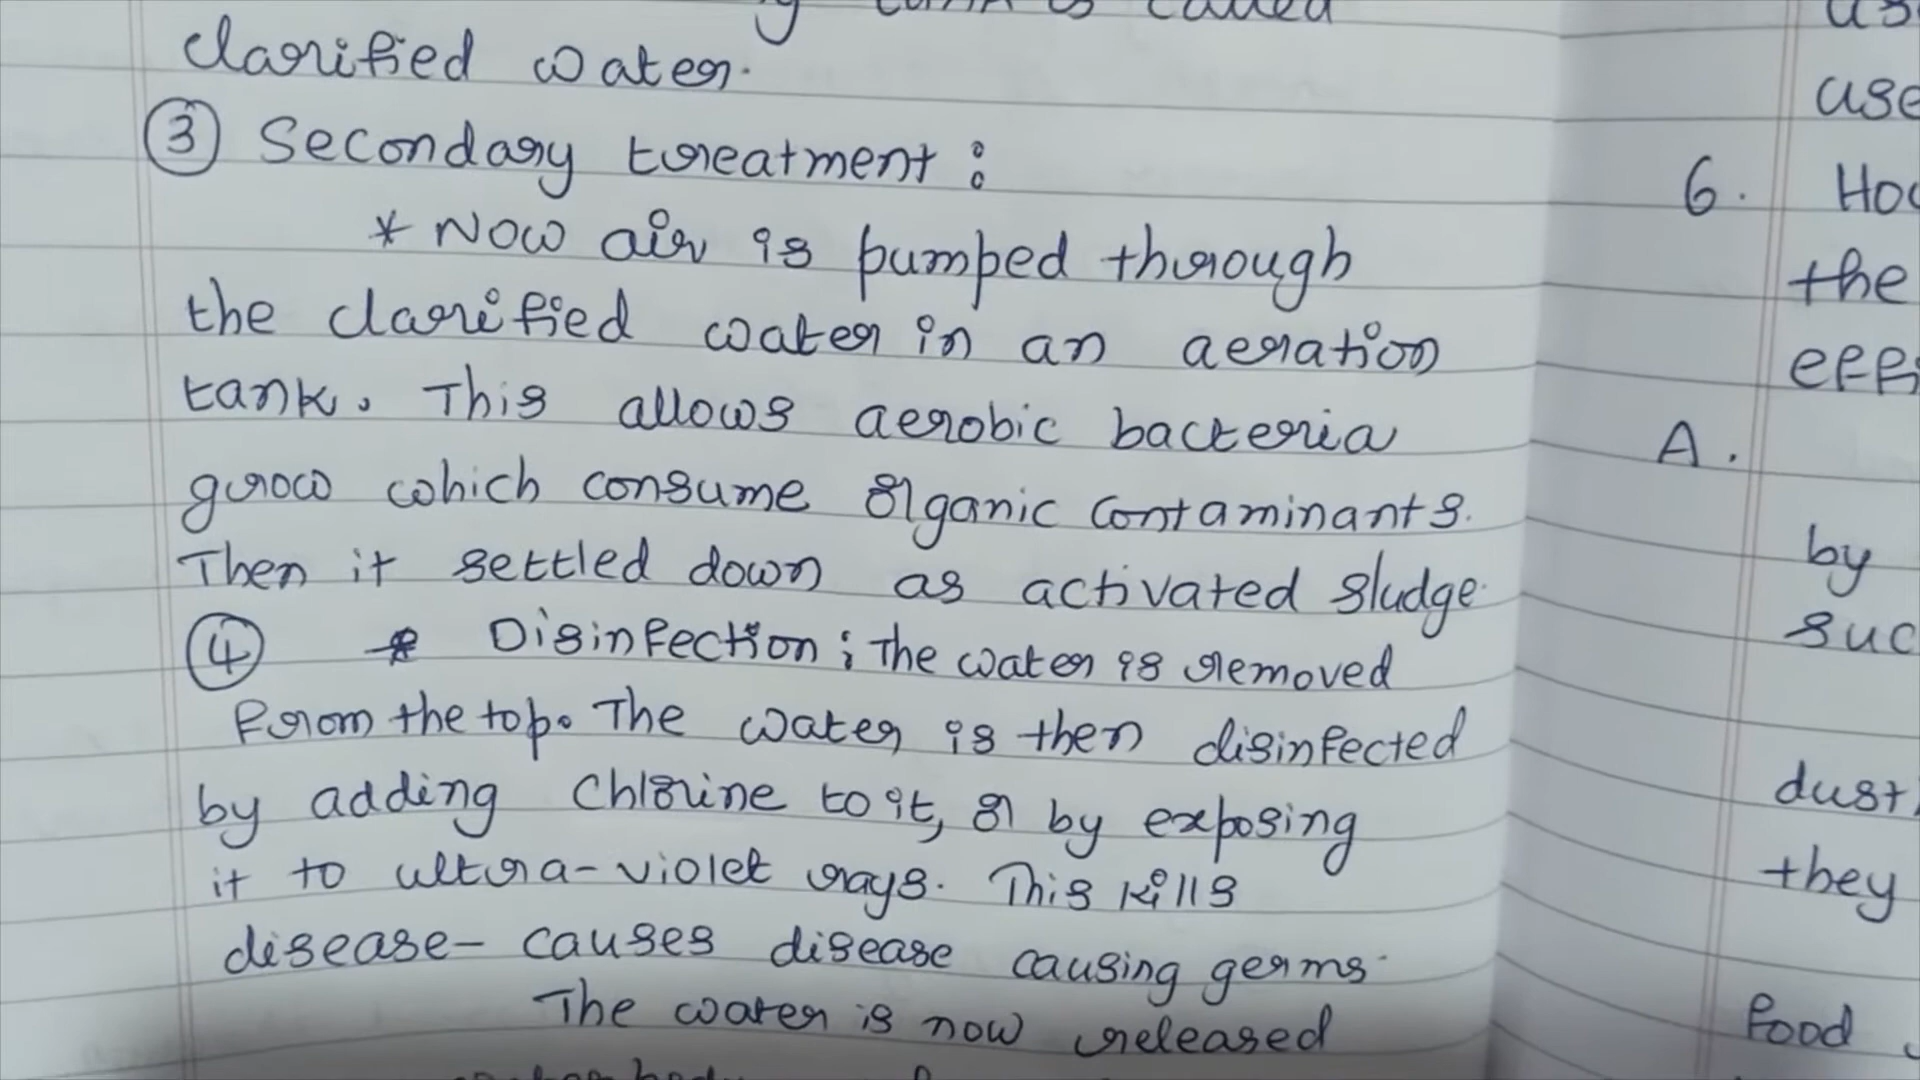 is called
clarified water.
③ Secondary treatment :
* Now air is pumped through
the clarified water in an aeration
tank. This allows aerobic bacteria
grow which consume organic contaminants.
Then it settled down as activated sludge.
④ * Disinfection ; The water is removed
from the top. The water is then disinfected
by adding chlorine to it, or by exposing
it to ultra-violet rays. This kills
disease- causes disease causing germs.
The water is now released
use
6.
the
A.
by
suc
dust,
they
food